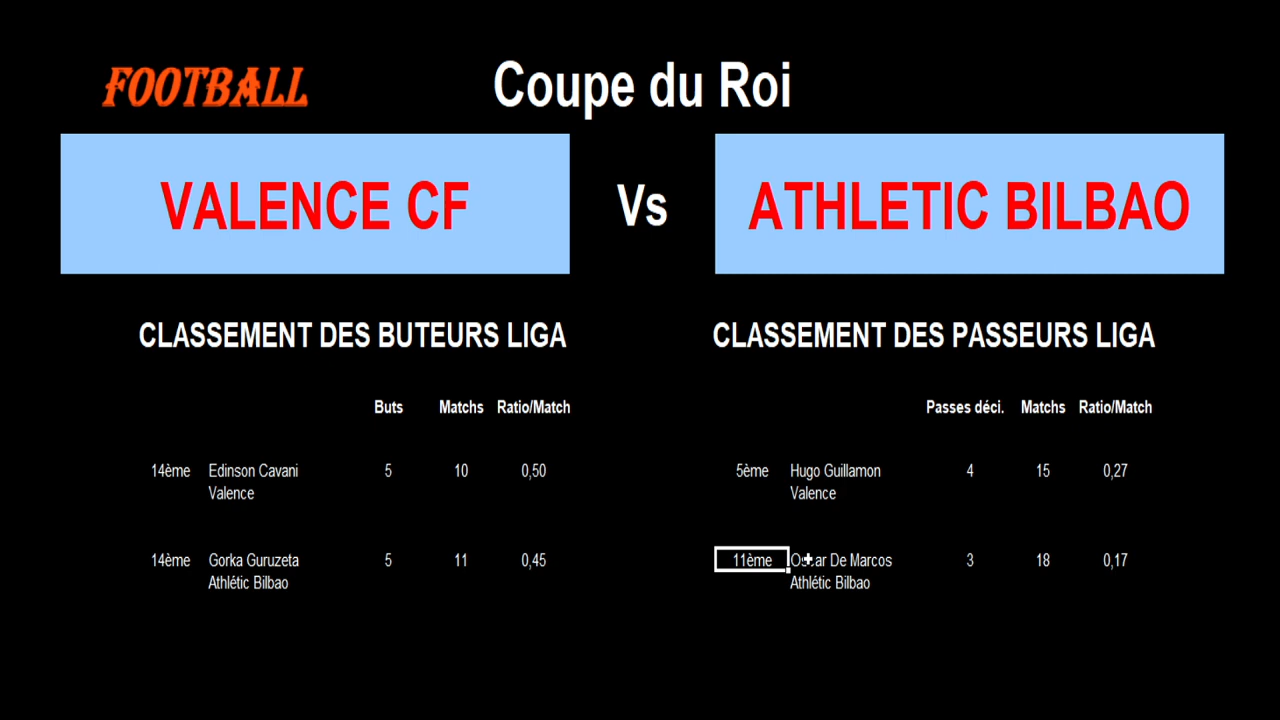 FOOTBALL
Coupe du Roi
VALENCE CF
Vs
ATHLETIC BILBAO
CLASSEMENT DES BUTEURS LIGA
Buts Matchs Ratio/Match
14ème Edinson Cavani 5 10 0,50
Valence
14ème Gorka Guruzeta 5 11 0,45
Athlétic Bilbao
CLASSEMENT DES PASSEURS LIGA
Passes déci. Matchs Ratio/Match
5ème Hugo Guillamon 4 15 0,27
Valence
11ème Oscar De Marcos 3 18 0,17
Athlétic Bilbao